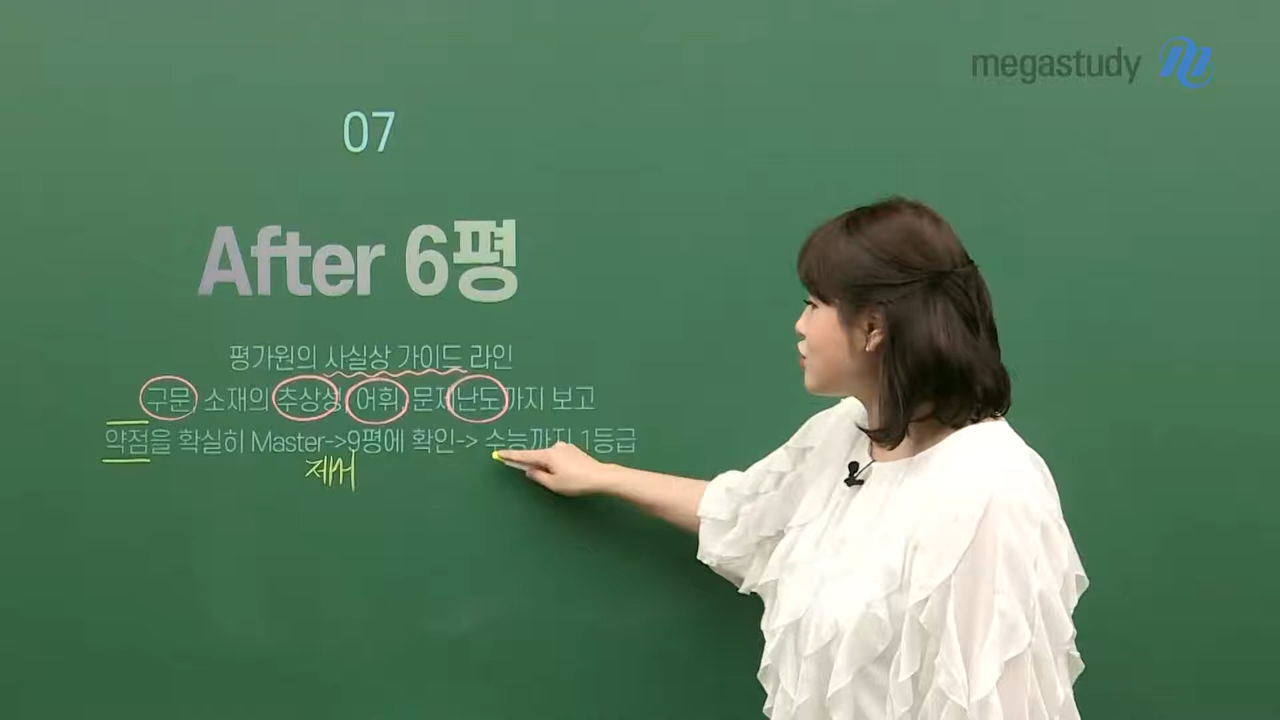 megastudy
07
After 6평
평가원의 사실상 가이드 라인
구문, 소재의 추상성, 어휘, 문제난도까지 보고
약점을 확실히 Master->9평에 확인-> 수능까지 1등급
제거